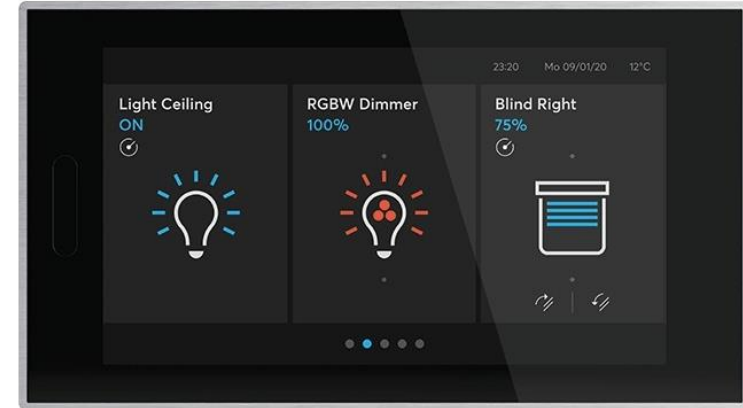 23:20 Mo 09/01/20 12°C
Light Ceiling
ON
RGBW Dimmer
100%
Blind Right
75%